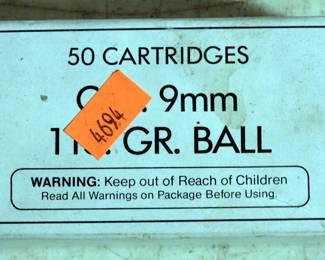 50 CARTRIDGES
9mm
GR. BALL
4694
WARNING: Keep out of Reach of Children
Read All Warnings on Package Before Using.